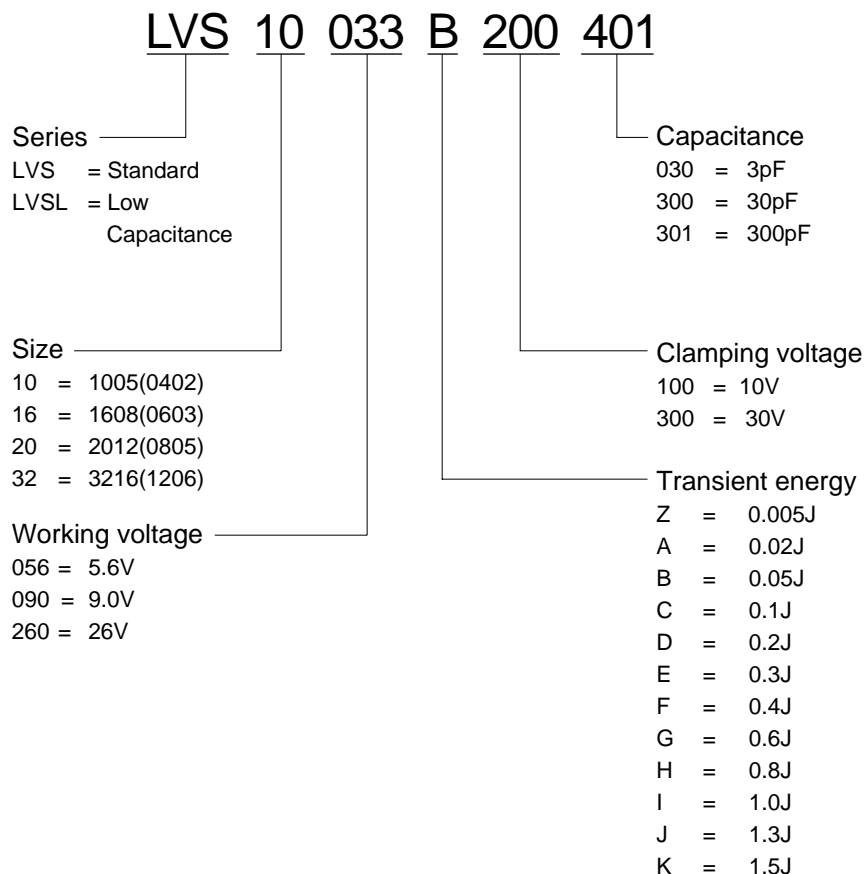 LVS 10 033 B 200 401
Series
LVS = Standard
LVSL = Low
Capacitance
Size
10 = 1005(0402)
16 = 1608(0603)
20 = 2012(0805)
32 = 3216(1206)
Working voltage
056 = 5.6V
090 = 9.0V
260 = 26V
Capacitance
030 = 3pF
300 = 30pF
301 = 300pF
Clamping voltage
100 = 10V
300 = 30V
Transient energy
Z = 0.005J
A = 0.02J
B = 0.05J
C = 0.1J
D = 0.2J
E = 0.3J
F = 0.4J
G = 0.6J
H = 0.8J
I = 1.0J
J = 1.3J
K = 1.5J